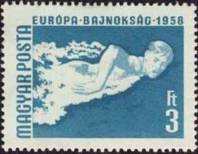 EURÓPA-BAJNOKSÁG-1958
MAGYAR POSTA
Ft
3